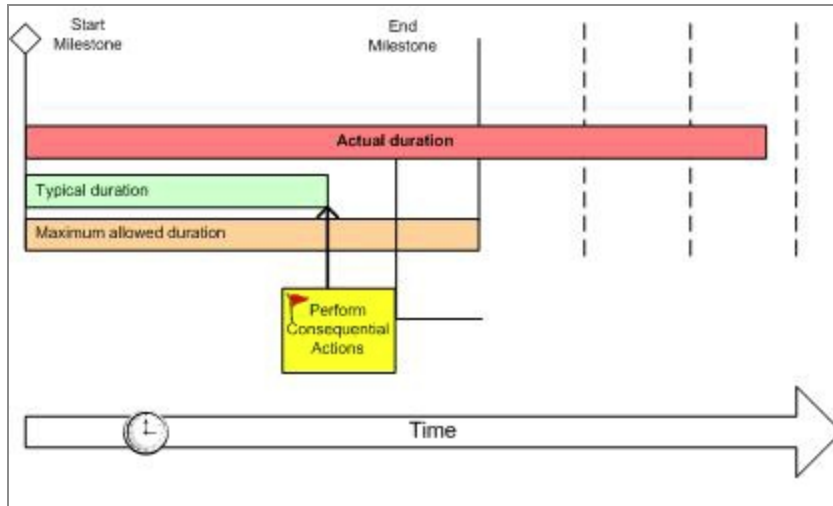 Start
Milestone
End
Milestone
Actual duration
Typical duration
Maximum allowed duration
Perform
Consequential
Actions
Time